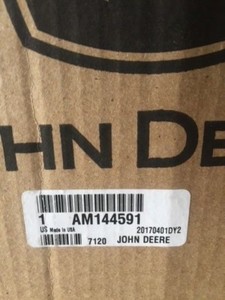 HN DE
1 AM144591
US Made in USA 20170401DY2
7120 JOHN DEERE